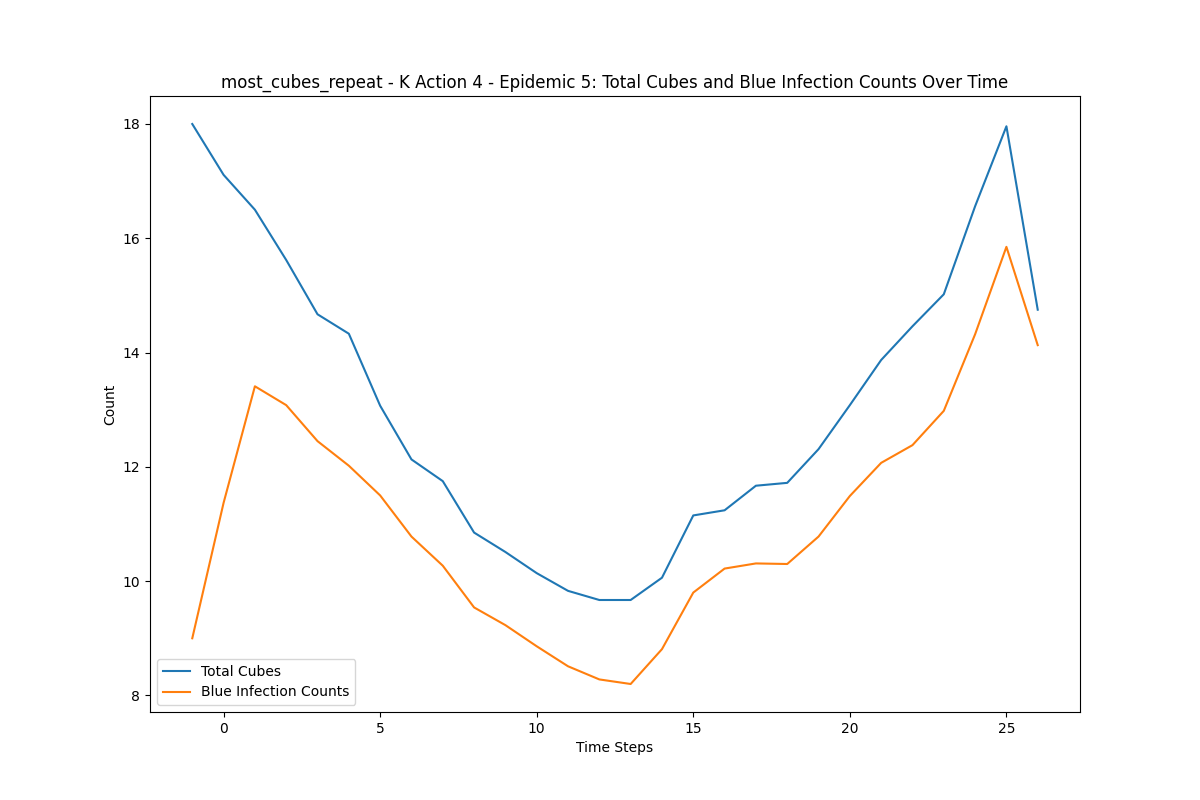 most_cubes_repeat - K Action 4 - Epidemic 5: Total Cubes and Blue Infection Counts Over Time
18
16
14
12
10
8
Count
Total Cubes
Blue Infection Counts
0 5 10 15 20 25
Time Steps